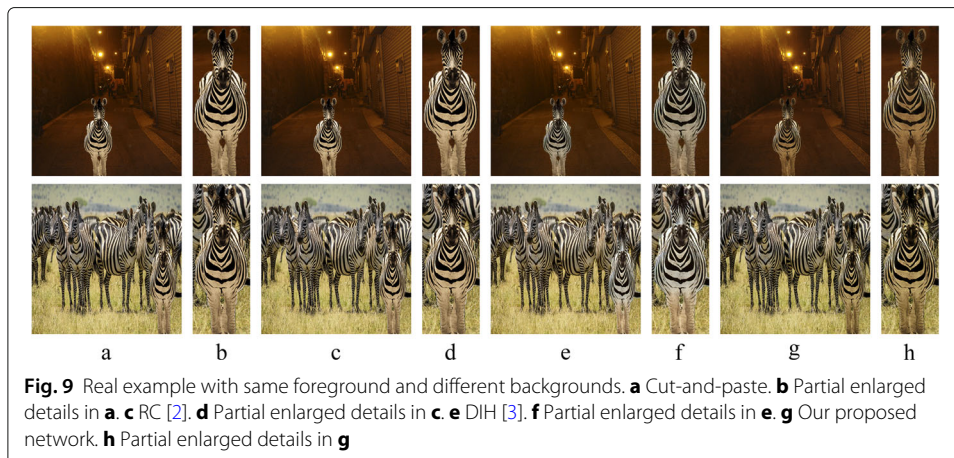 a b c d e f g h
Fig. 9 Real example with same foreground and different backgrounds. a Cut-and-paste. b Partial enlarged
details in a. c RC [2]. d Partial enlarged details in c. e DIH [3]. f Partial enlarged details in e. g Our proposed
network. h Partial enlarged details in g